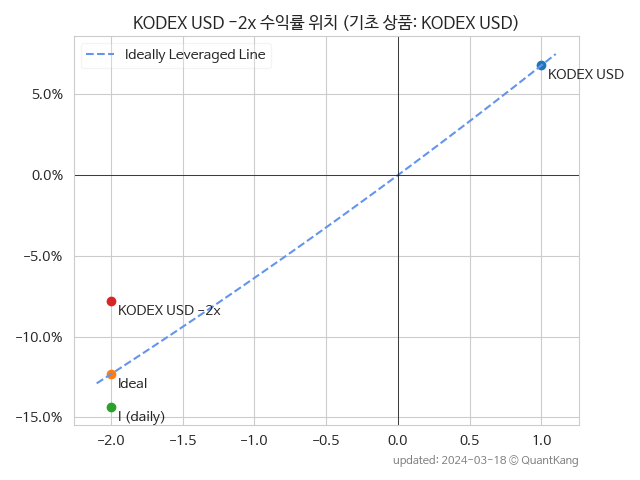 KODEX USD -2x 수익률 위치 (기초 상품: KODEX USD)
Ideally Leveraged Line
KODEX USD
5.0%
0.0%
-5.0%
KODEX USD -2x
-10.0%
Ideal
I (daily)
-15.0%
-2.0 -1.5 -1.0 -0.5 0.0 0.5 1.0
updated: 2024-03-18 © QuantKang